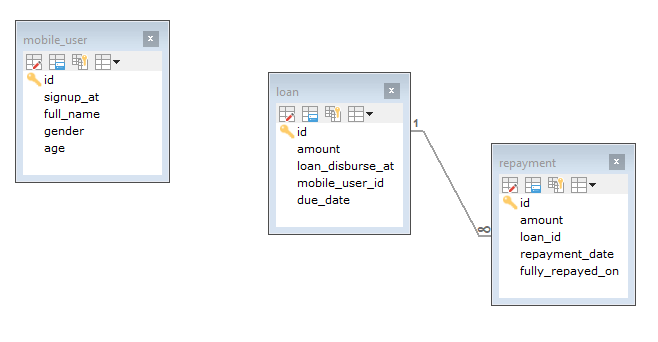 mobile_user
id
signup_at
full_name
gender
age
loan
id
amount
loan_disburse_at
mobile_user_id
due_date
1
∞
repayment
id
amount
loan_id
repayment_date
fully_repayed_on